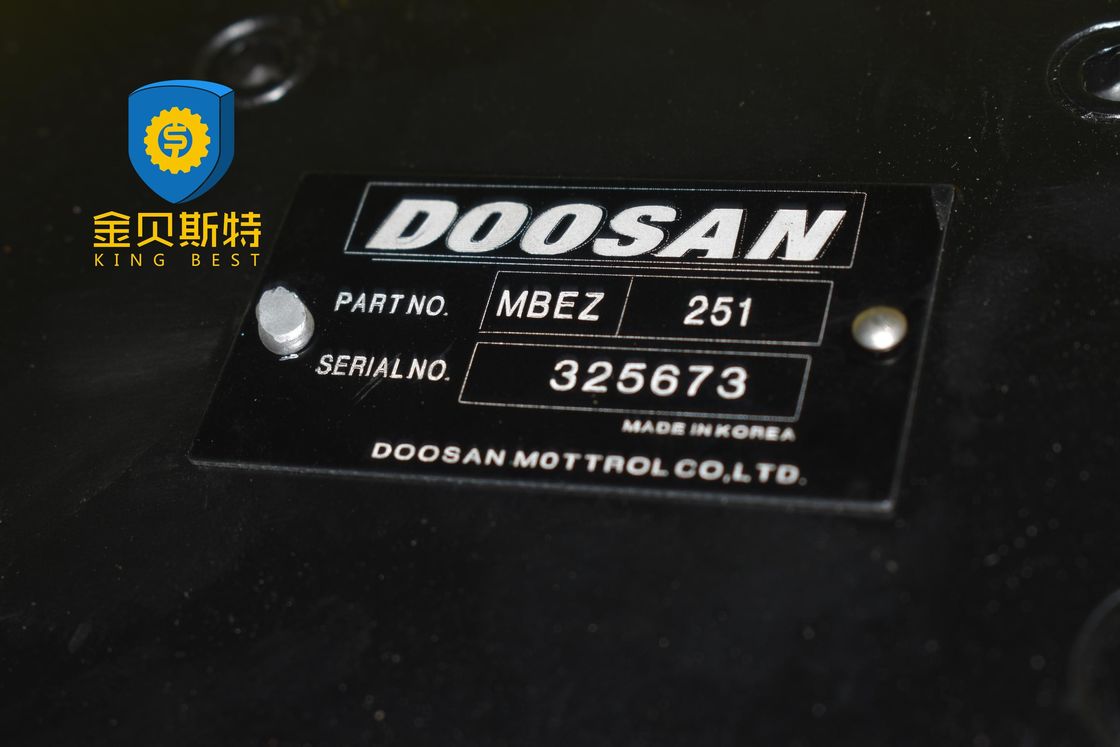 金贝斯特
KING BEST
DOOSAN
PART NO. MBEZ 251
SERIAL NO. 325673
MADE IN KOREA
DOOSAN MOTTROL CO,LTD.